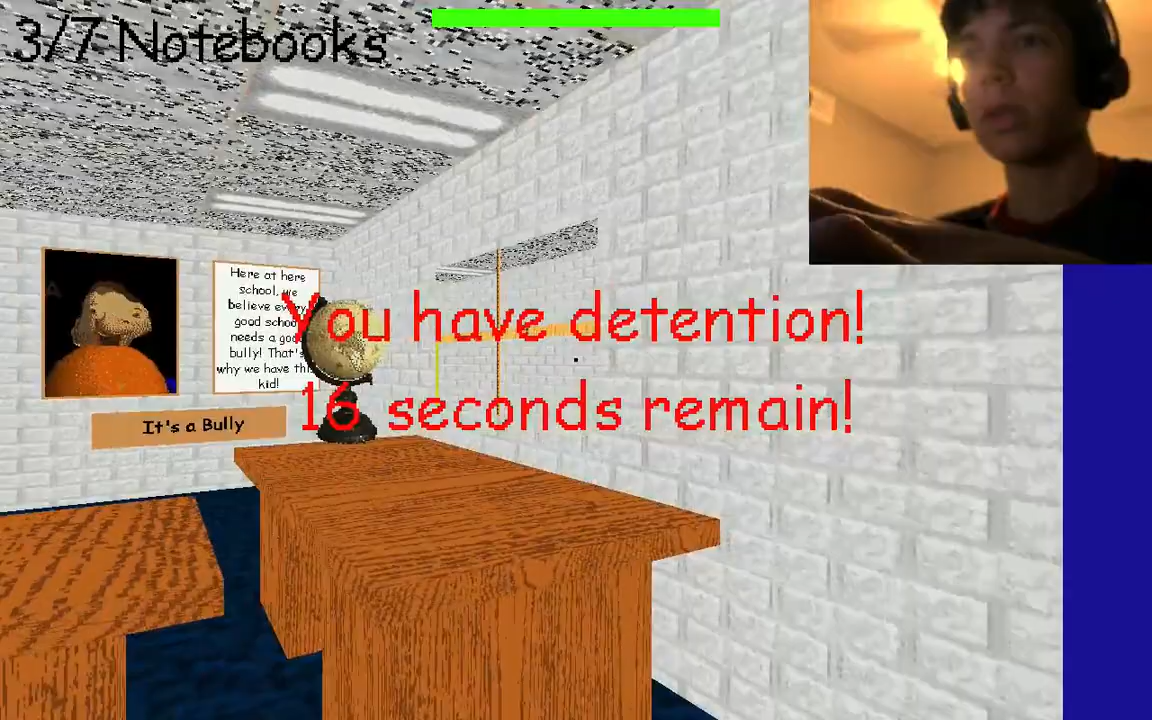 3/7 Notebooks
Here at here
school, we
believe every
good school
needs a good
bully! That's
why we have this
kid!
You have detention!
16 seconds remain!
It's a Bully